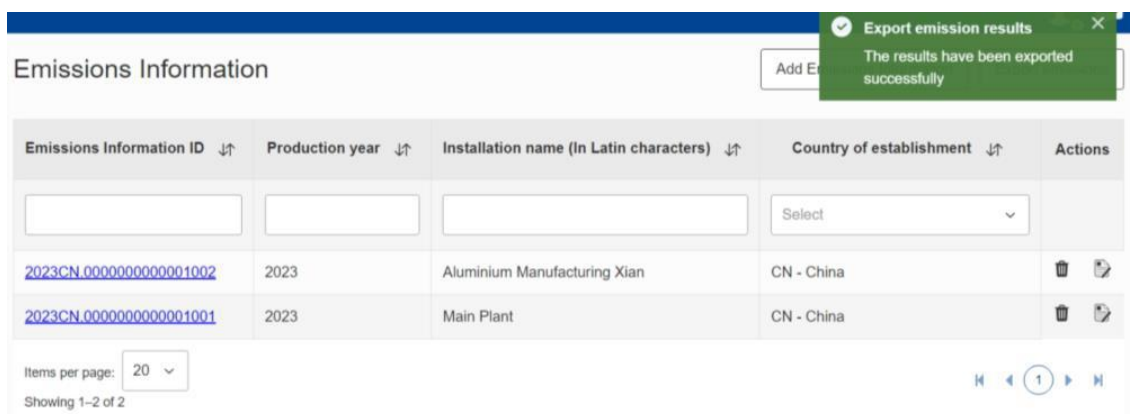 Export emission results
The results have been exported
successfully
Emissions Information
Add E
Emissions Information ID Production year Installation name (In Latin characters) Country of establishment Actions
Select
2023CN.0000000000001002 2023 Aluminium Manufacturing Xian CN - China
2023CN.0000000000001001 2023 Main Plant CN - China
Items per page: 20
1
Showing 1–2 of 2